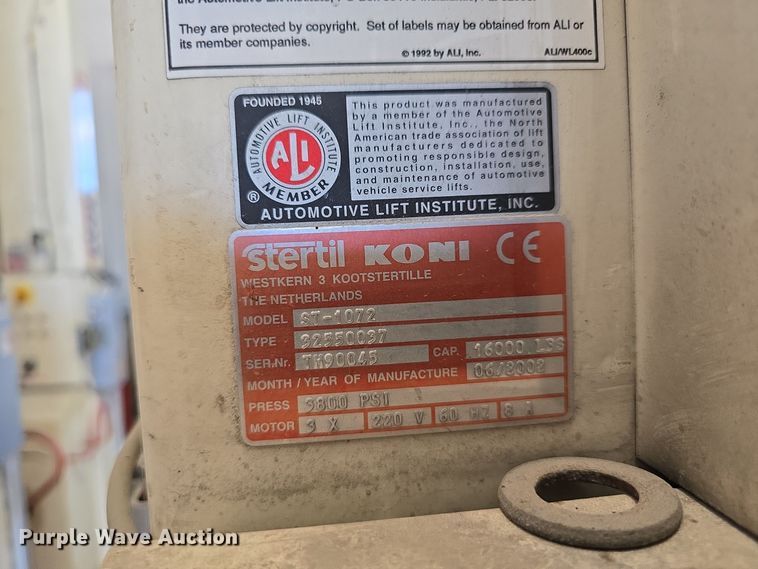 They are protected by copyright. Set of labels may be obtained from ALI or
its member companies.
© 1992 by ALI, Inc. ALI/WL400c
FOUNDED 1945
AUTOMOTIVE LIFT INSTITUTE
ALI
MEMBER
®
This product was manufactured
by a member of the Automotive
Lift Institute, Inc., the North
American trade association of lift
manufacturers dedicated to
promoting responsible design,
construction, installation, use,
and maintenance of automotive
vehicle service lifts.
AUTOMOTIVE LIFT INSTITUTE, INC.
stertil KONI CE
WESTKERN 3 KOOTSTERTILLE
THE NETHERLANDS
MODEL ST-1072
TYPE 32550037
SER.Nr. TH90045 CAP. 16000 LBS
MONTH / YEAR OF MANUFACTURE 06/2002
PRESS 3800 PSI
MOTOR 3 X 220 V 60 HZ 8 A
Purple Wave Auction